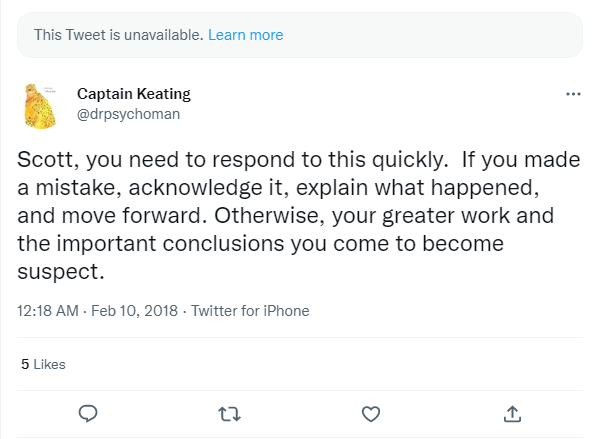 This Tweet is unavailable. Learn more
Captain Keating
@drpsychoman
Scott, you need to respond to this quickly.  If you made
a mistake, acknowledge it, explain what happened,
and move forward. Otherwise, your greater work and
the important conclusions you come to become
suspect.
12:18 AM · Feb 10, 2018 · Twitter for iPhone
5 Likes